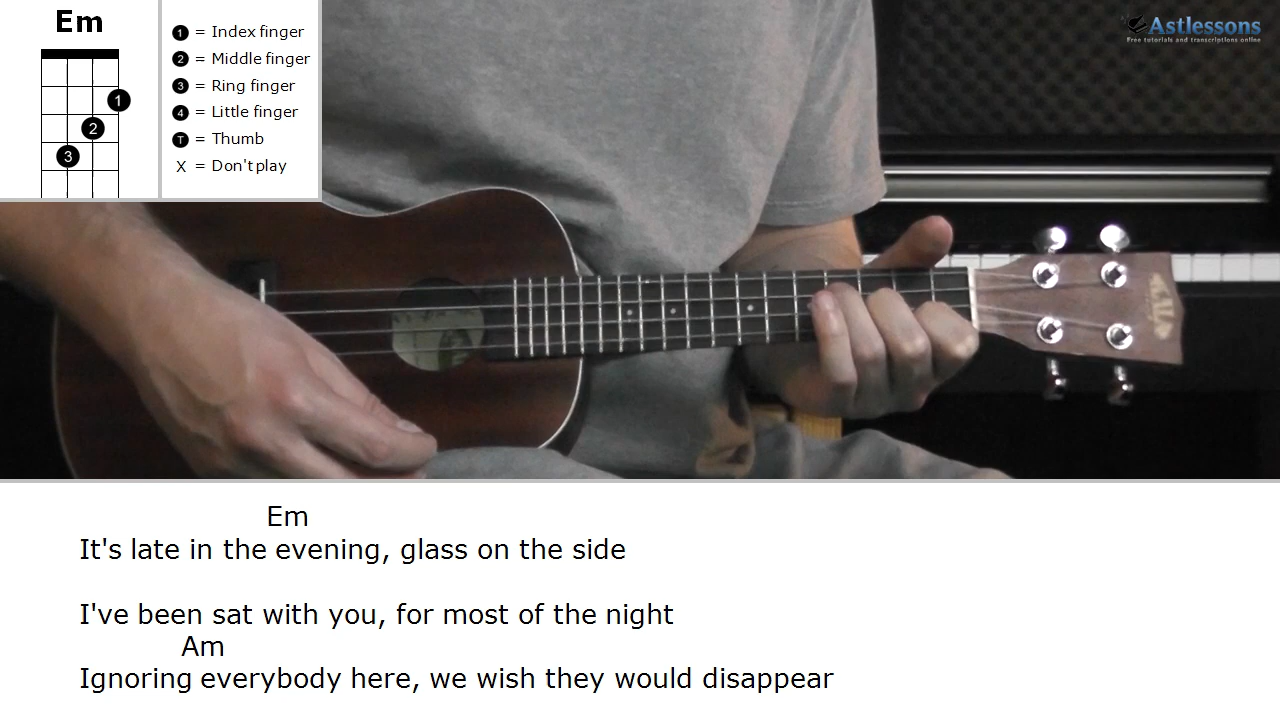 Em
1 = Index finger
2 = Middle finger
3 = Ring finger
4 = Little finger
T = Thumb
X = Don't play
1
2
3
Astlessons
Free tutorials and transcriptions online
Em
It's late in the evening, glass on the side
I've been sat with you, for most of the night
Am
Ignoring everybody here, we wish they would disappear